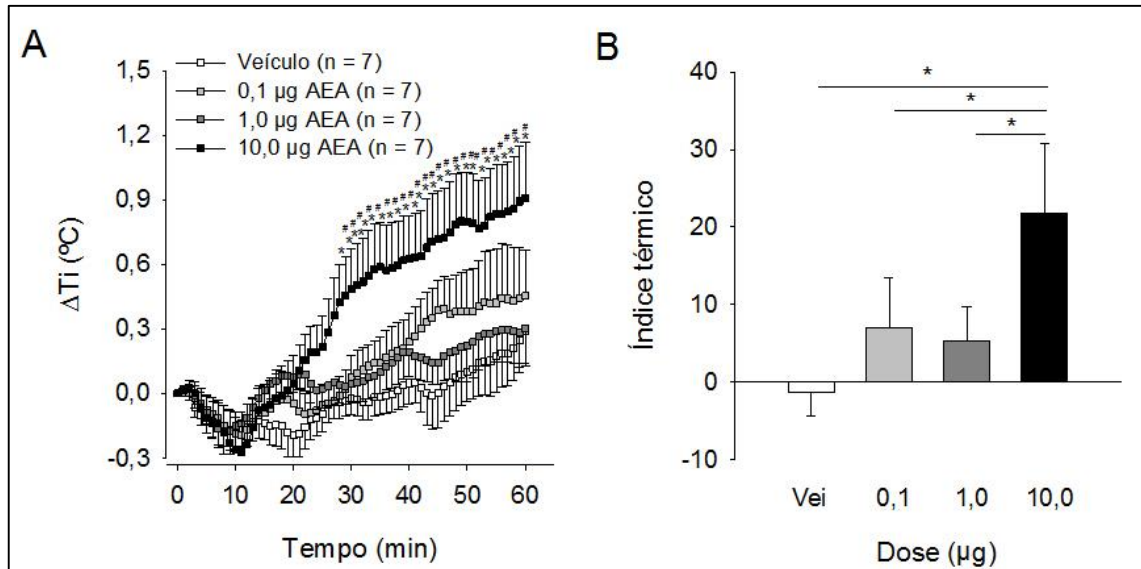 A
Veículo (n = 7)
0,1 µg AEA (n = 7)
1,0 µg AEA (n = 7)
10,0 µg AEA (n = 7)
1,5
1,2
0,9
0,6
0,3
0,0
-0,3
ΔTi (ºC)
0 10 20 30 40 50 60
Tempo (min)
B
40
30
20
10
0
-10
Índice térmico
* 
*
*
Vei 0,1 1,0 10,0
Dose (µg)